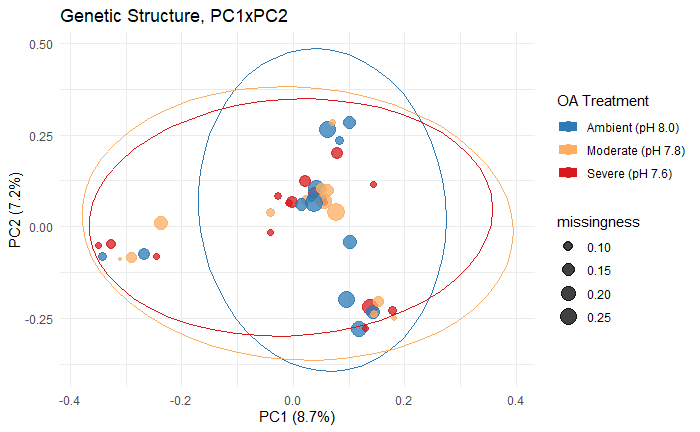 Genetic Structure, PC1xPC2
0.50
0.25
0.00
-0.25
PC2 (7.2%)
-0.4
-0.2
0.0
0.2
0.4
PC1 (8.7%)
OA Treatment
Ambient (pH 8.0)
Moderate (pH 7.8)
Severe (pH 7.6)
missingness
0.10
0.15
0.20
0.25